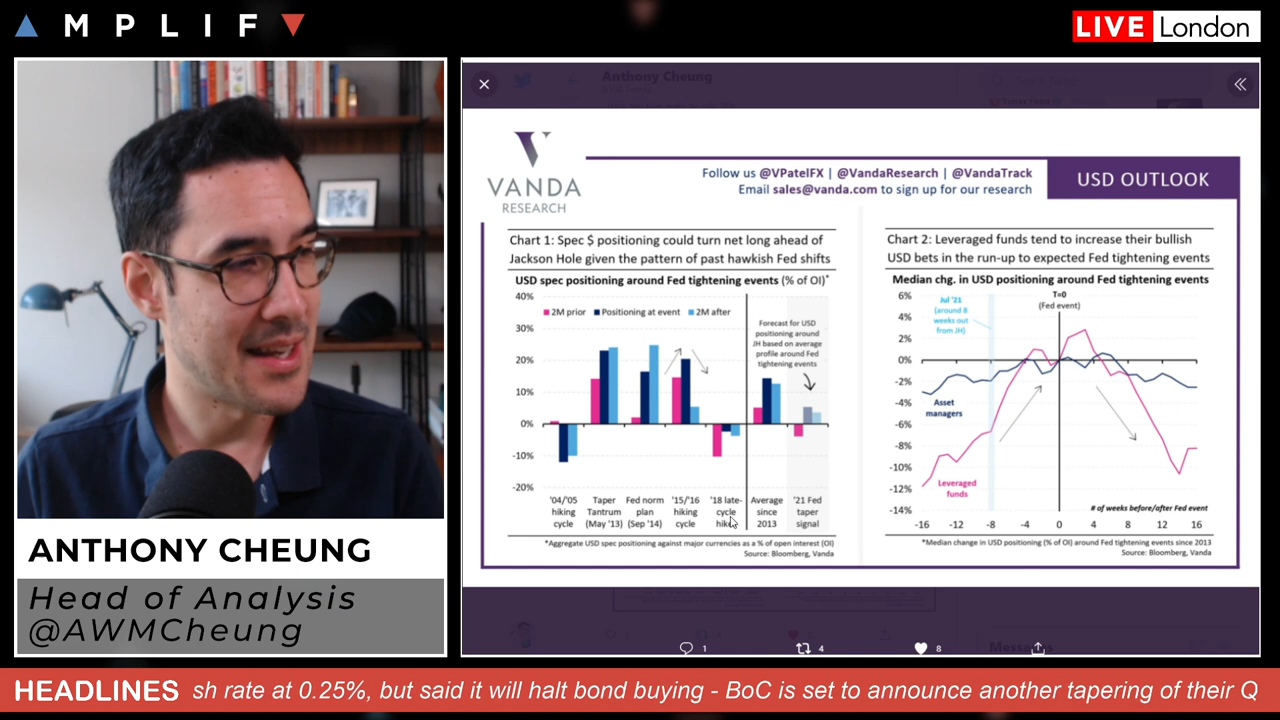 AMPLIFY
LIVE London
Anthony Cheung
VANDA
RESEARCH
Follow us @VPatelFX | @VandaResearch | @VandaTrack
Email sales@vanda.com to sign up for our research
USD OUTLOOK
Chart 1: Spec $ positioning could turn net long ahead of
Jackson Hole given the pattern of past hawkish Fed shifts
USD spec positioning around Fed tightening events (% of OI)*
40%
30%
20%
10%
0%
-10%
-20%
2M prior
Positioning at event
2M after
Forecast for USD
positioning around
JH based on average
profile around Fed
tightening events
'04/'05
hiking
cycle
Taper
Tantrum
(May '13)
Fed norm
plan
(Sep '14)
'15/'16
hiking
cycle
'18 late-
cycle
hike
Average
since
2013
'21 Fed
taper
signal
*Aggregate USD spec positioning against major currencies as a % of open interest (OI)
Source: Bloomberg, Vanda
Chart 2: Leveraged funds tend to increase their bullish
USD bets in the run-up to expected Fed tightening events
Median chg. in USD positioning around Fed tightening events
T=0
(Fed event)
6%
4%
2%
0%
-2%
-4%
-6%
-8%
-10%
-12%
-14%
Jul '21
(around 8
weeks out
from JH)
Asset
managers
Leveraged
funds
# of weeks before/after Fed event
-16 -12 -8 -4 0 4 8 12 16
*Median change in USD positioning (% of OI) around Fed tightening events since 2013
Source: Bloomberg, Vanda
1
4
8
Messages
ANTHONY CHEUNG
Head of Analysis
@AWMCheung
HEADLINES sh rate at 0.25%, but said it will halt bond buying - BoC is set to announce another tapering of their Q